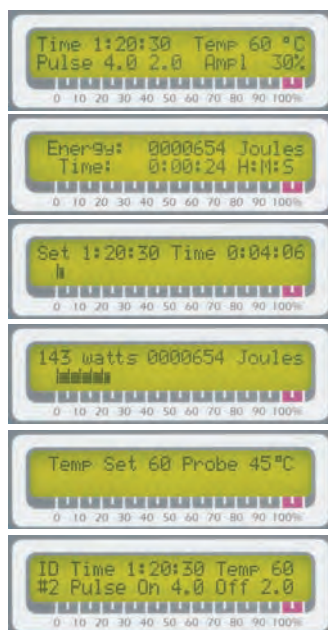 Time 1:20:30 Temp 60 °C
Pulse 4.0 2.0 Ampl 30%
0 10 20 30 40 50 60 70 80 90 100%
Energy: 0000654 Joules
Time: 0:00:24 H:M:S
0 10 20 30 40 50 60 70 80 90 100%
Set 1:20:30 Time 0:04:06
0 10 20 30 40 50 60 70 80 90 100%
143 watts 0000654 Joules
0 10 20 30 40 50 60 70 80 90 100%
Temp Set 60 Probe 45°C
0 10 20 30 40 50 60 70 80 90 100%
ID Time 1:20:30 Temp 60
#2 Pulse On 4.0 Off 2.0
0 10 20 30 40 50 60 70 80 90 100%